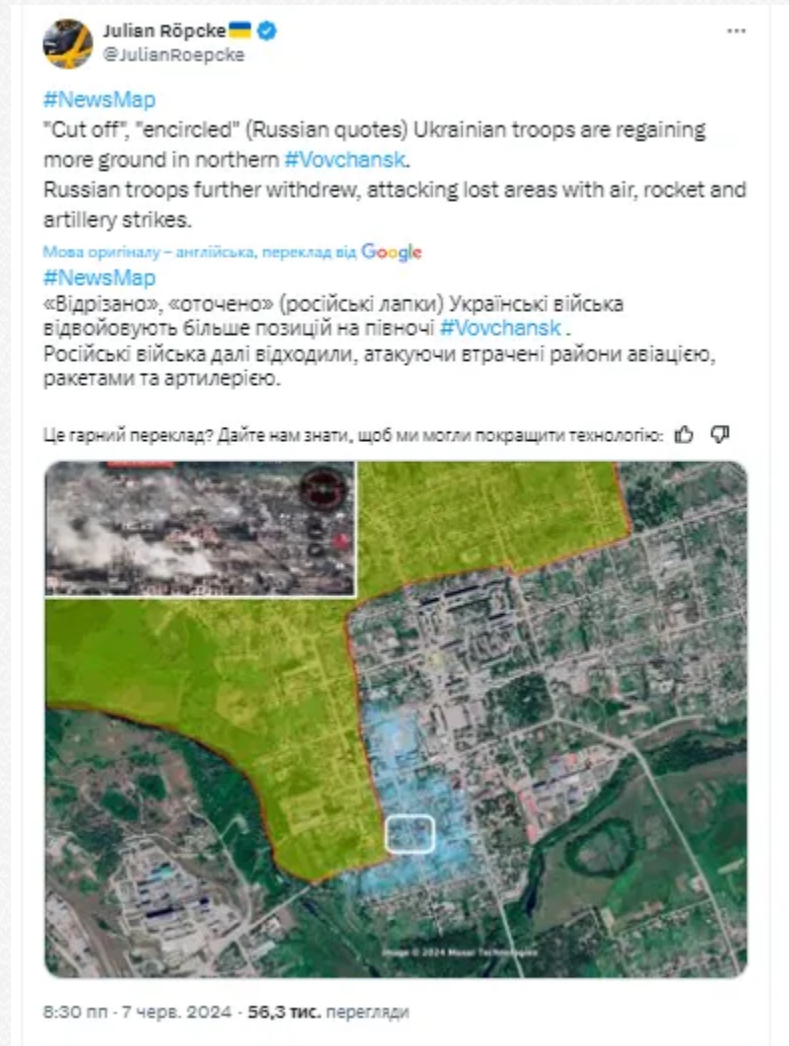 Julian Röpcke🇺🇦
@JulianRoepcke
#NewsMap
"Cut off", "encircled" (Russian quotes) Ukrainian troops are regaining
more ground in northern #Vovchansk.
Russian troops further withdrew, attacking lost areas with air, rocket and
artillery strikes.
Мова оригіналу – англійська, переклад від Google
#NewsMap
«Відрізано», «оточено» (російські лапки) Українські війська
відвойовують більше позицій на півночі #Vovchansk .
Російські війська далі відходили, атакуючи втрачені райони авіацією,
ракетами та артилерією.
Це гарний переклад? Дайте нам знати, щоб ми могли покращити технологію:
Image © 2024 Maxar Technologies
8:30 пп · 7 черв. 2024 · 56,3 тис. перегляди